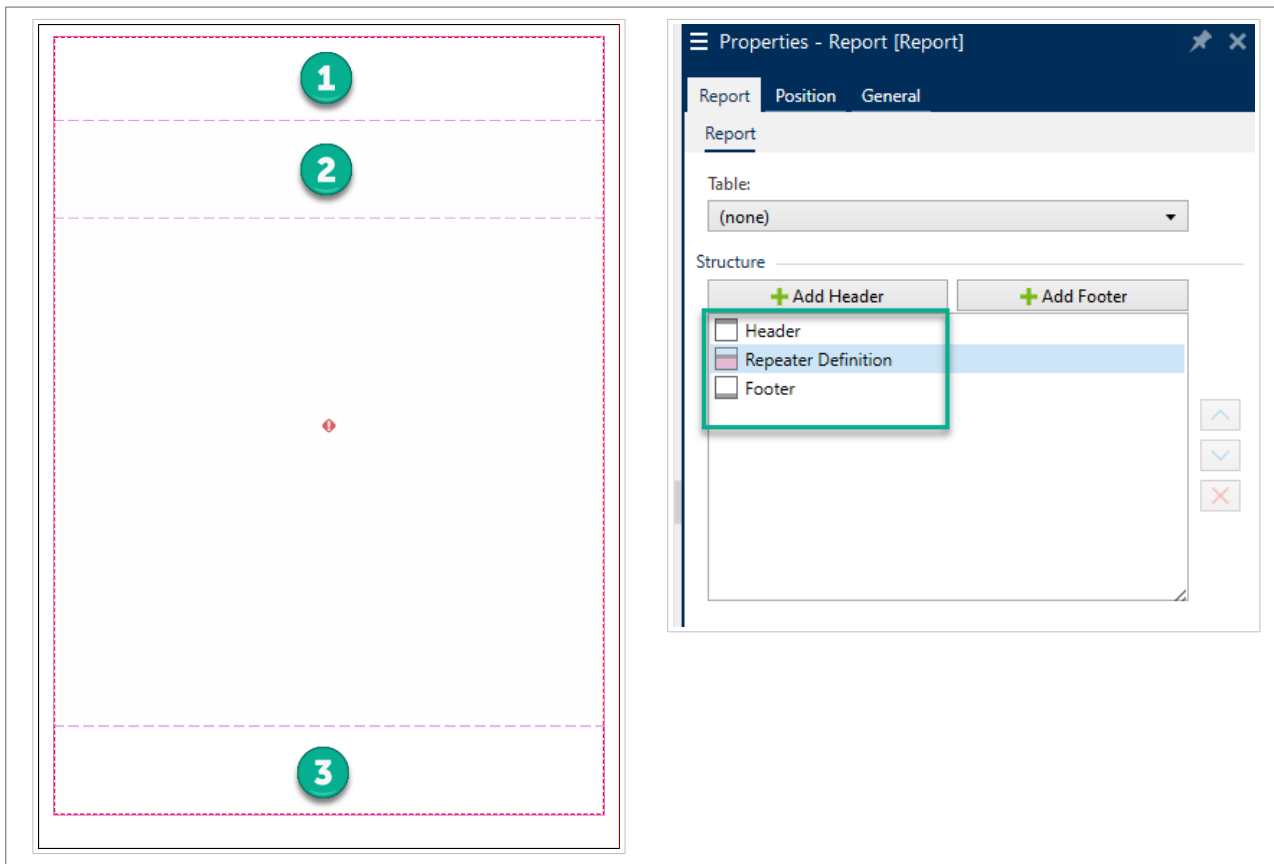 1
2
3
Properties - Report [Report]
Report Position General
Report
Table:
(none)
Structure
Add Header Add Footer
Header
Repeater Definition
Footer